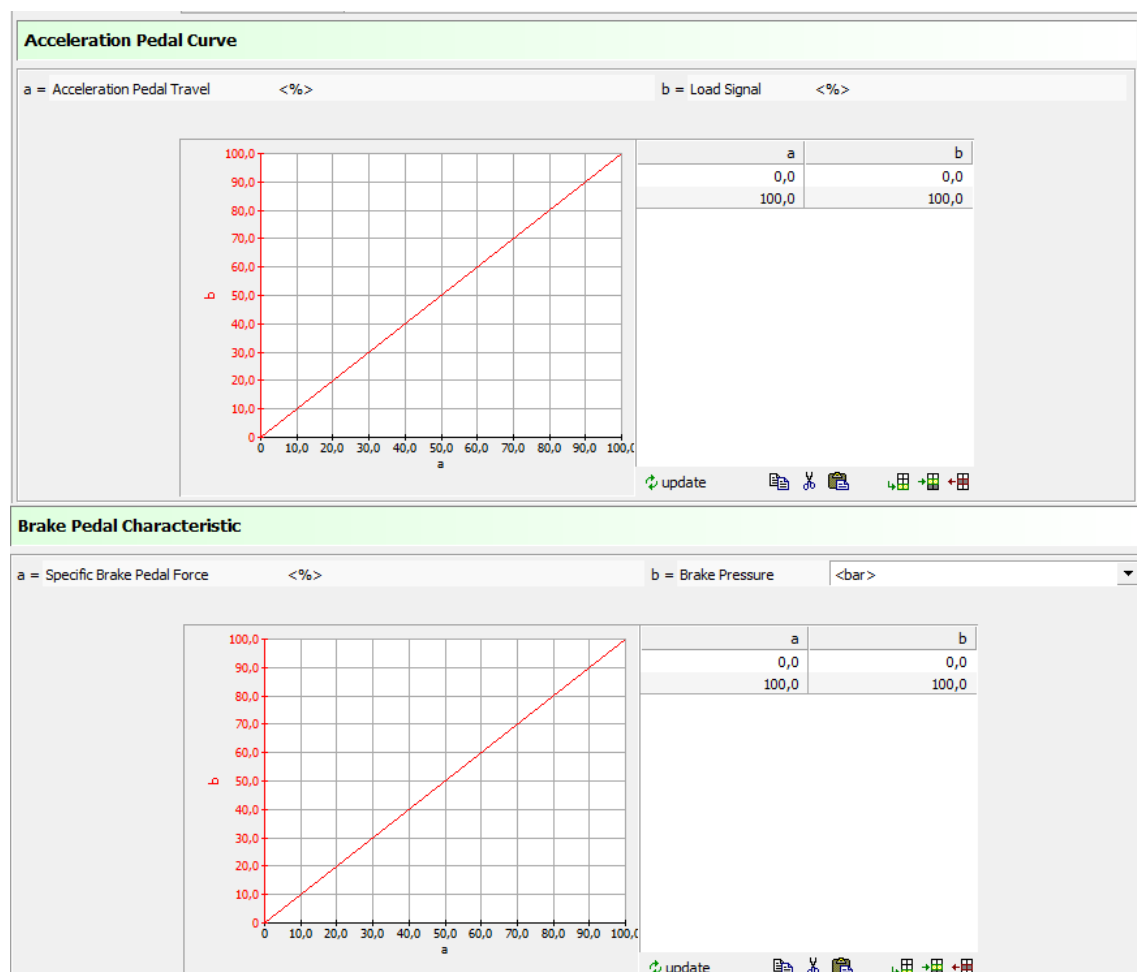 Acceleration Pedal Curve
a = Acceleration Pedal Travel <%> b = Load Signal <%>
100,0
90,0
80,0
70,0
60,0
50,0
40,0
30,0
20,0
10,0
0
b
0 10,0 20,0 30,0 40,0 50,0 60,0 70,0 80,0 90,0 100,0
a
a b
0,0 0,0
100,0 100,0
update
Brake Pedal Characteristic
a = Specific Brake Pedal Force <%> b = Brake Pressure <bar>
100,0
90,0
80,0
70,0
60,0
50,0
40,0
30,0
20,0
10,0
0
b
0 10,0 20,0 30,0 40,0 50,0 60,0 70,0 80,0 90,0 100,0
a
a b
0,0 0,0
100,0 100,0
update